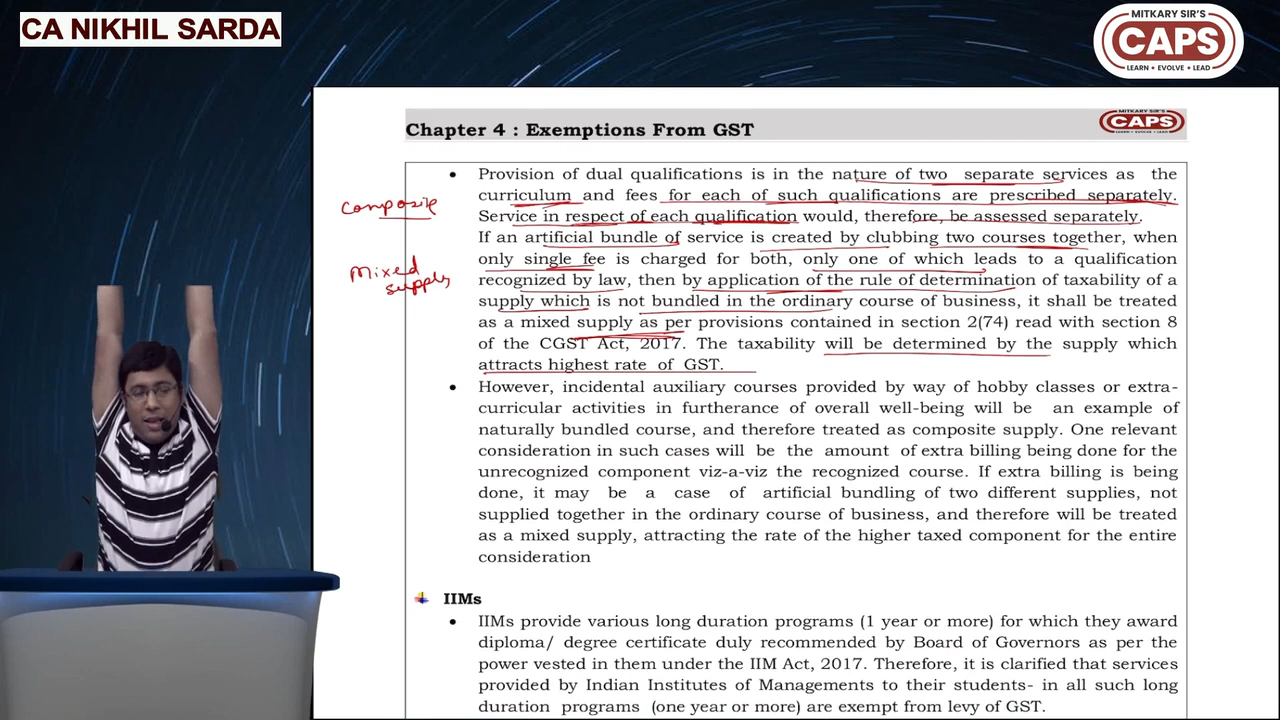 CA NIKHIL SARDA
MITKARY SIR'S
CAPS
LEARN • EVOLVE • LEAD
Chapter 4 : Exemptions From GST
MITKARY SIR'S
CAPS
LEARN • EVOLVE • LEAD
• Provision of dual qualifications is in the nature of two separate services as the
curriculum and fees for each of such qualifications are prescribed separately.
Composite
Service in respect of each qualification would, therefore, be assessed separately.
If an artificial bundle of service is created by clubbing two courses together, when
only single fee is charged for both, only one of which leads to a qualification
Mixed
supply
recognized by law, then by application of the rule of determination of taxability of a
supply which is not bundled in the ordinary course of business, it shall be treated
as a mixed supply as per provisions contained in section 2(74) read with section 8
of the CGST Act, 2017. The taxability will be determined by the supply which
attracts highest rate of GST.
• However, incidental auxiliary courses provided by way of hobby classes or extra-
curricular activities in furtherance of overall well-being will be an example of
naturally bundled course, and therefore treated as composite supply. One relevant
consideration in such cases will be the amount of extra billing being done for the
unrecognized component viz-a-viz the recognized course. If extra billing is being
done, it may be a case of artificial bundling of two different supplies, not
supplied together in the ordinary course of business, and therefore will be treated
as a mixed supply, attracting the rate of the higher taxed component for the entire
consideration
IIMs
• IIMs provide various long duration programs (1 year or more) for which they award
diploma/ degree certificate duly recommended by Board of Governors as per the
power vested in them under the IIM Act, 2017. Therefore, it is clarified that services
provided by Indian Institutes of Managements to their students- in all such long
duration programs (one year or more) are exempt from levy of GST.